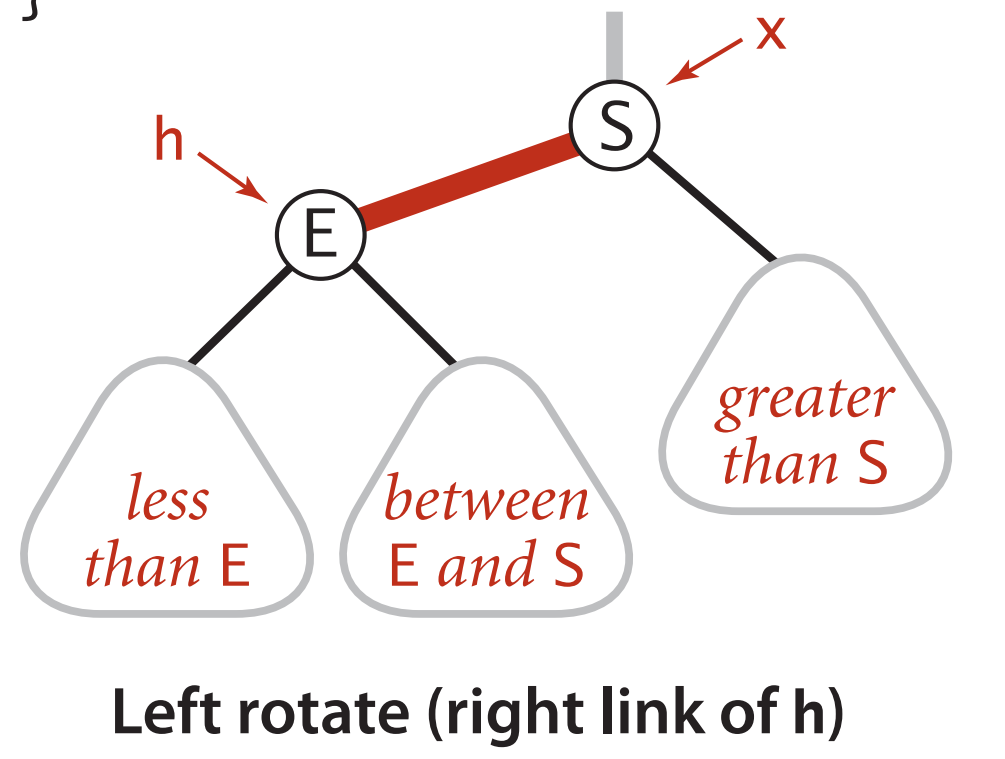 }
x
S
h
E
greater
than S
less
than E
between
E and S
Left rotate (right link of h)